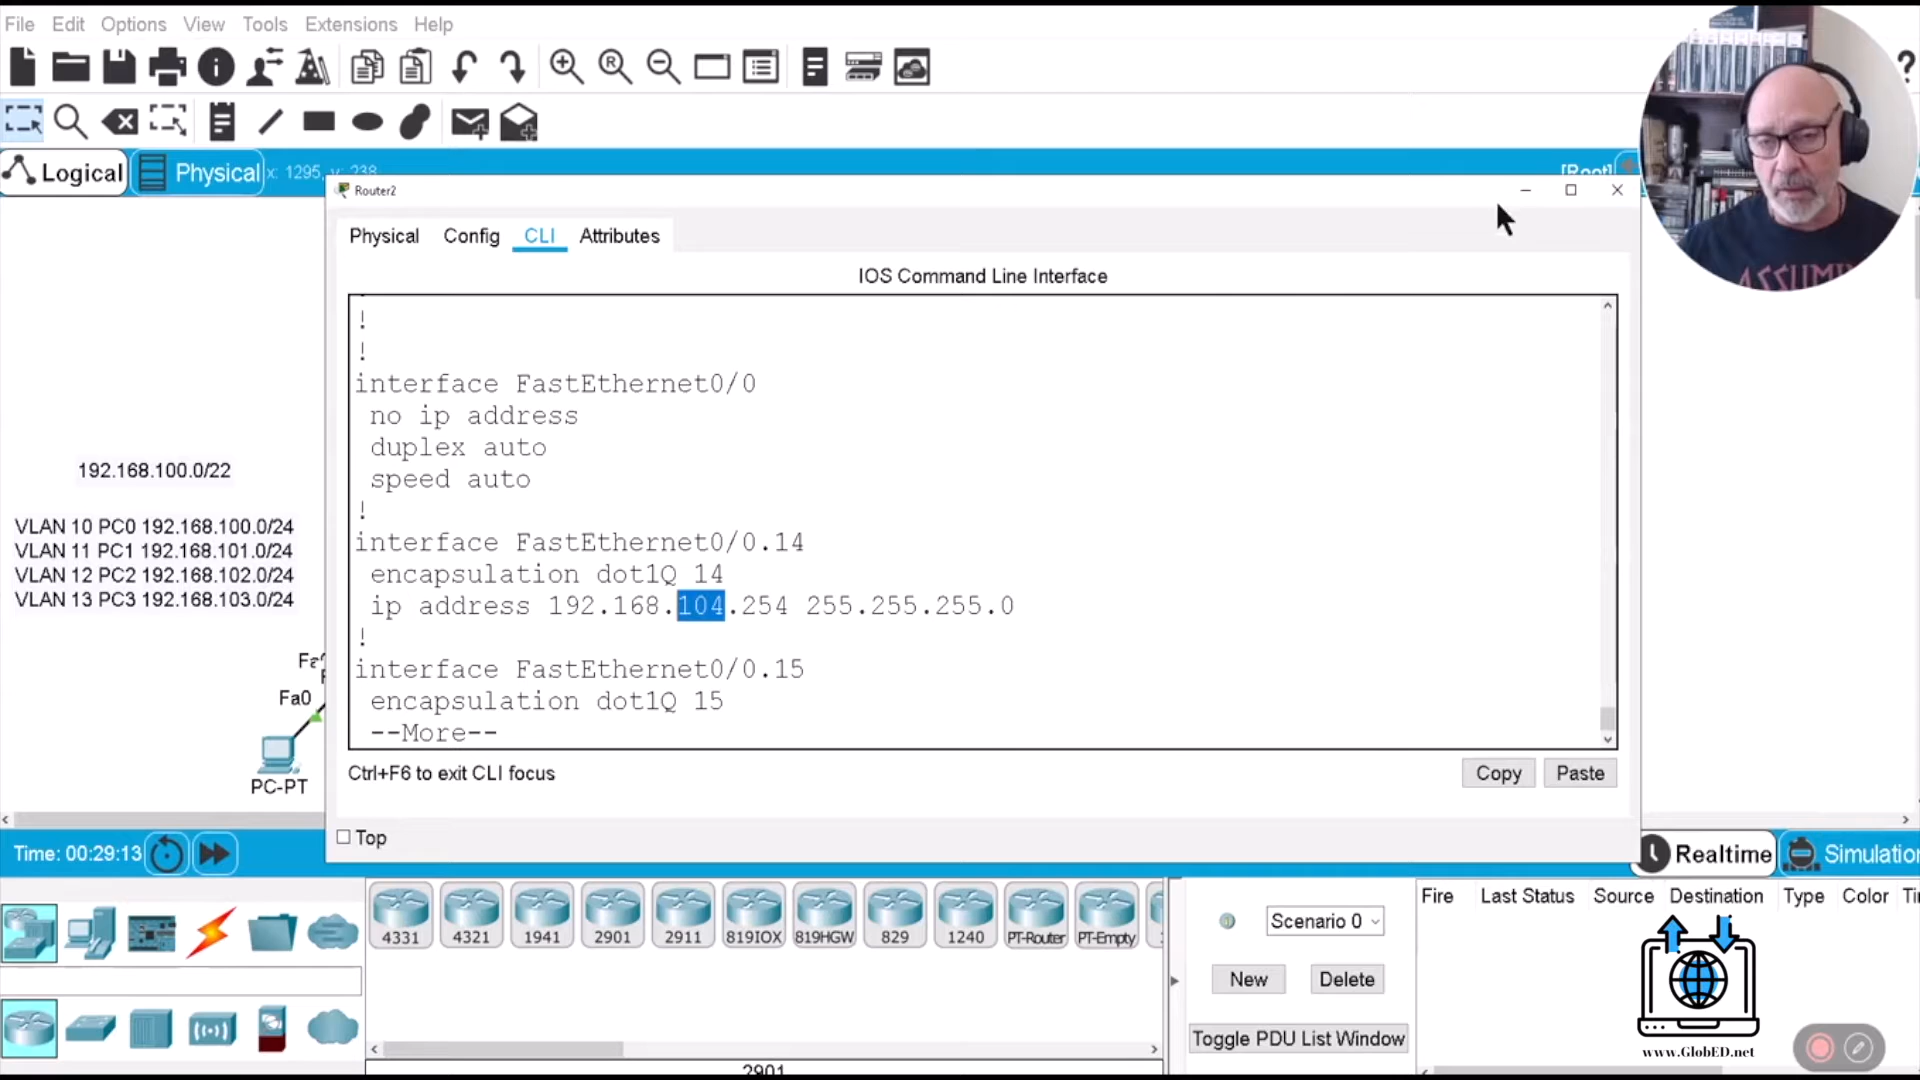 File Edit Options View Tools Extensions Help
?
Logical
Physical
x: 1295, y: 238
[Root]
Router2
Physical Config CLI Attributes
IOS Command Line Interface
!
!
interface FastEthernet0/0
no ip address
duplex auto
speed auto
!
interface FastEthernet0/0.14
encapsulation dot1Q 14
ip address 192.168.104.254 255.255.255.0
!
interface FastEthernet0/0.15
encapsulation dot1Q 15
--More--
Ctrl+F6 to exit CLI focus
Copy
Paste
Top
192.168.100.0/22
VLAN 10 PC0 192.168.100.0/24
VLAN 11 PC1 192.168.101.0/24
VLAN 12 PC2 192.168.102.0/24
VLAN 13 PC3 192.168.103.0/24
Fa0
PC-PT
ASSUMI
Time: 00:29:13
Realtime
Simulation
4331 4321 1941 2901 2911 819IOX 819HGW 829 1240 PT-Router PT-Empty
2901
Scenario 0
New
Delete
Toggle PDU List Window
Fire Last Status Source Destination Type Color Ti
www.GlobED.net